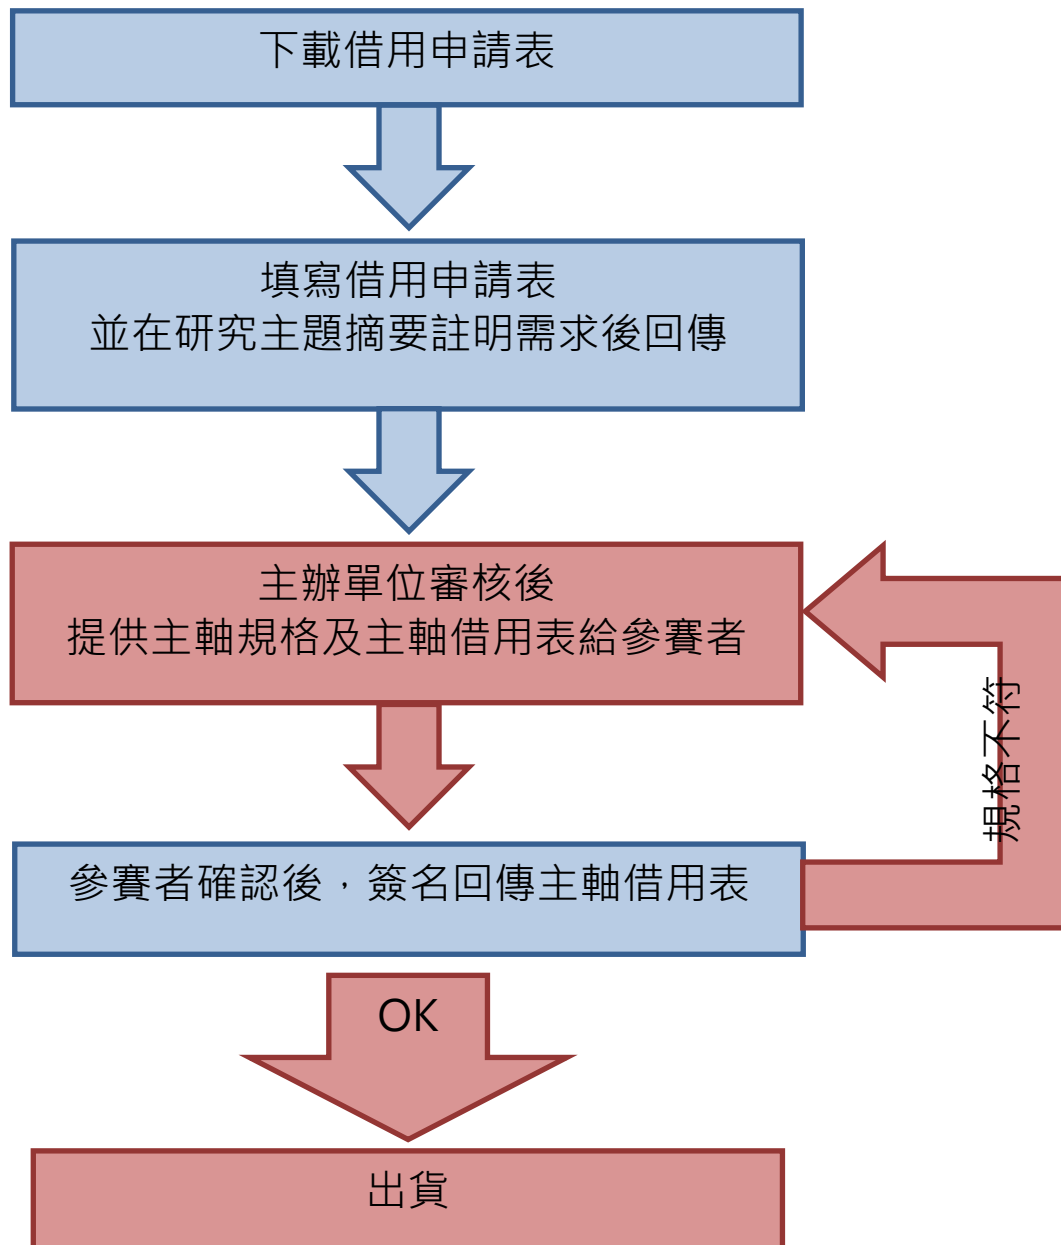 下載借用申請表
填寫借用申請表
並在研究主題摘要註明需求後回傳
主辦單位審核後
提供主軸規格及主軸借用表給參賽者
規格不符
參賽者確認後，簽名回傳主軸借用表
OK
出貨